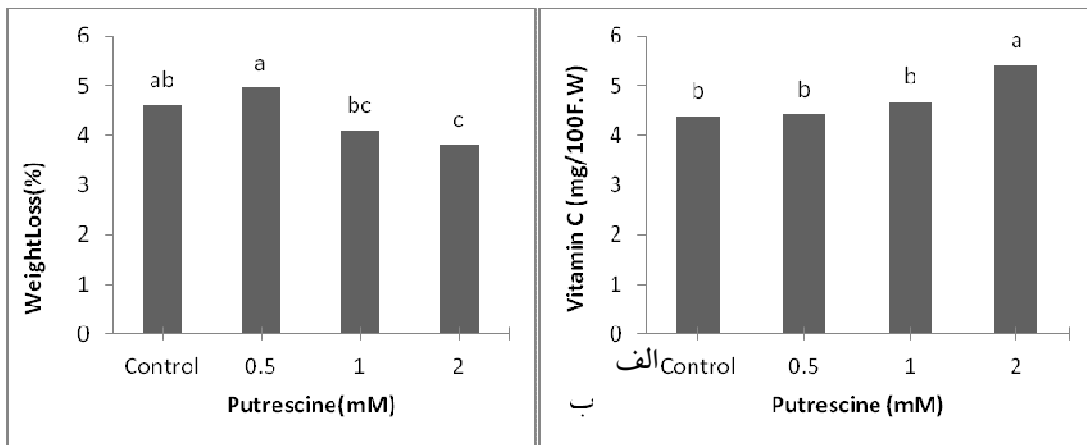 6
5
4
3
2
1
0
WeightLoss(%)
ab
a
bc
c
Control 0.5 1 2
Putrescine(mM)
6
5
4
3
2
1
0
Vitamin C (mg/100F.W)
b
b
b
a
Control 0.5 1 2
Putrescine (mM)
الف
ب